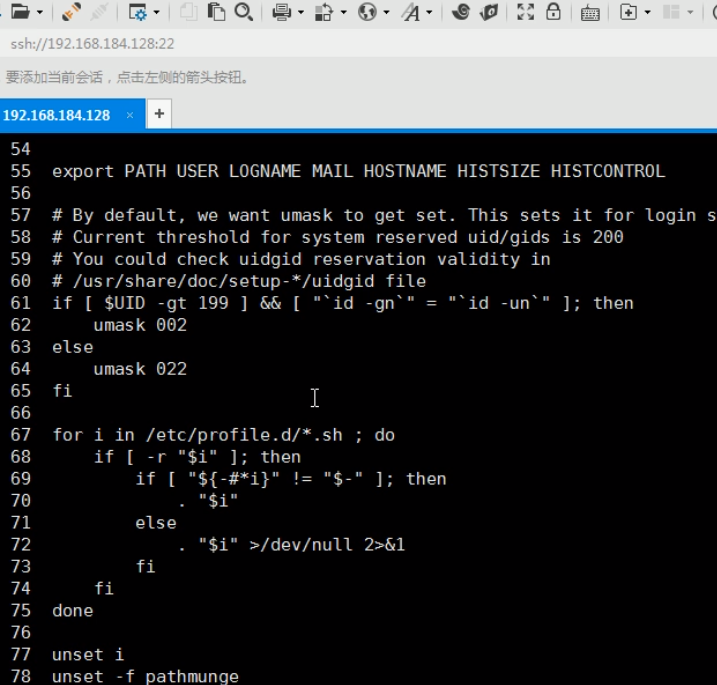 ssh://192.168.184.128:22
要添加当前会话，点击左侧的箭头按钮。
192.168.184.128 × +
54
55 export PATH USER LOGNAME MAIL HOSTNAME HISTSIZE HISTCONTROL
56
57 # By default, we want umask to get set. This sets it for login s
58 # Current threshold for system reserved uid/gids is 200
59 # You could check uidgid reservation validity in
60 # /usr/share/doc/setup-*/uidgid file
61 if [ $UID -gt 199 ] && [ "`id -gn`" = "`id -un`" ]; then
62     umask 002
63 else
64     umask 022
65 fi
66
67 for i in /etc/profile.d/*.sh ; do
68     if [ -r "$i" ]; then
69         if [ "${-#*i}" != "$-" ]; then
70             . "$i"
71         else
72             . "$i" >/dev/null 2>&1
73         fi
74     fi
75 done
76
77 unset i
78 unset -f pathmunge